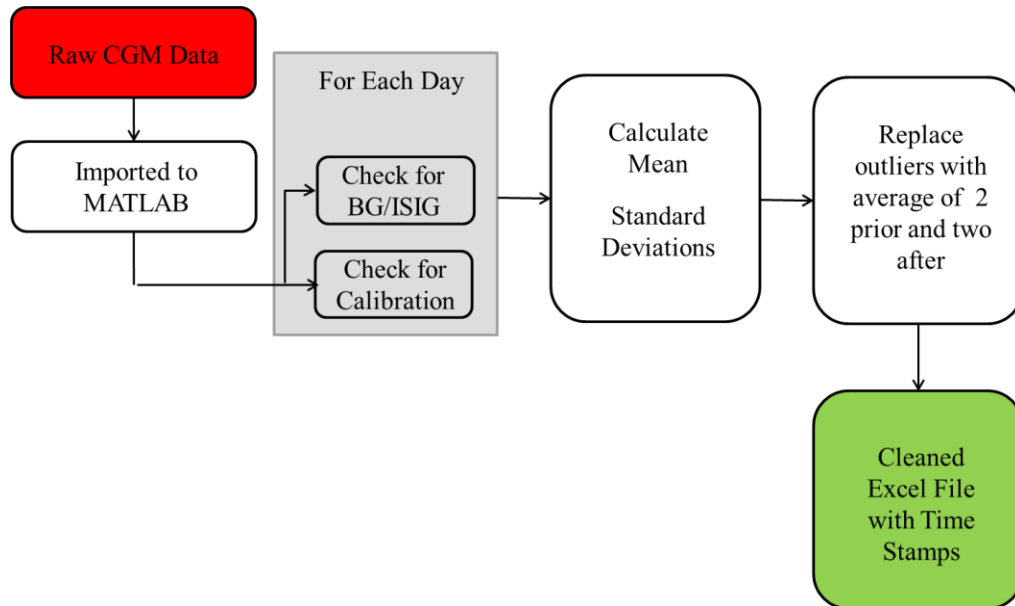 Raw CGM Data
Imported to
MATLAB
For Each Day
Check for
BG/ISIG
Check for
Calibration
Calculate
Mean
Standard
Deviations
Replace
outliers with
average of 2
prior and two
after
Cleaned
Excel File
with Time
Stamps